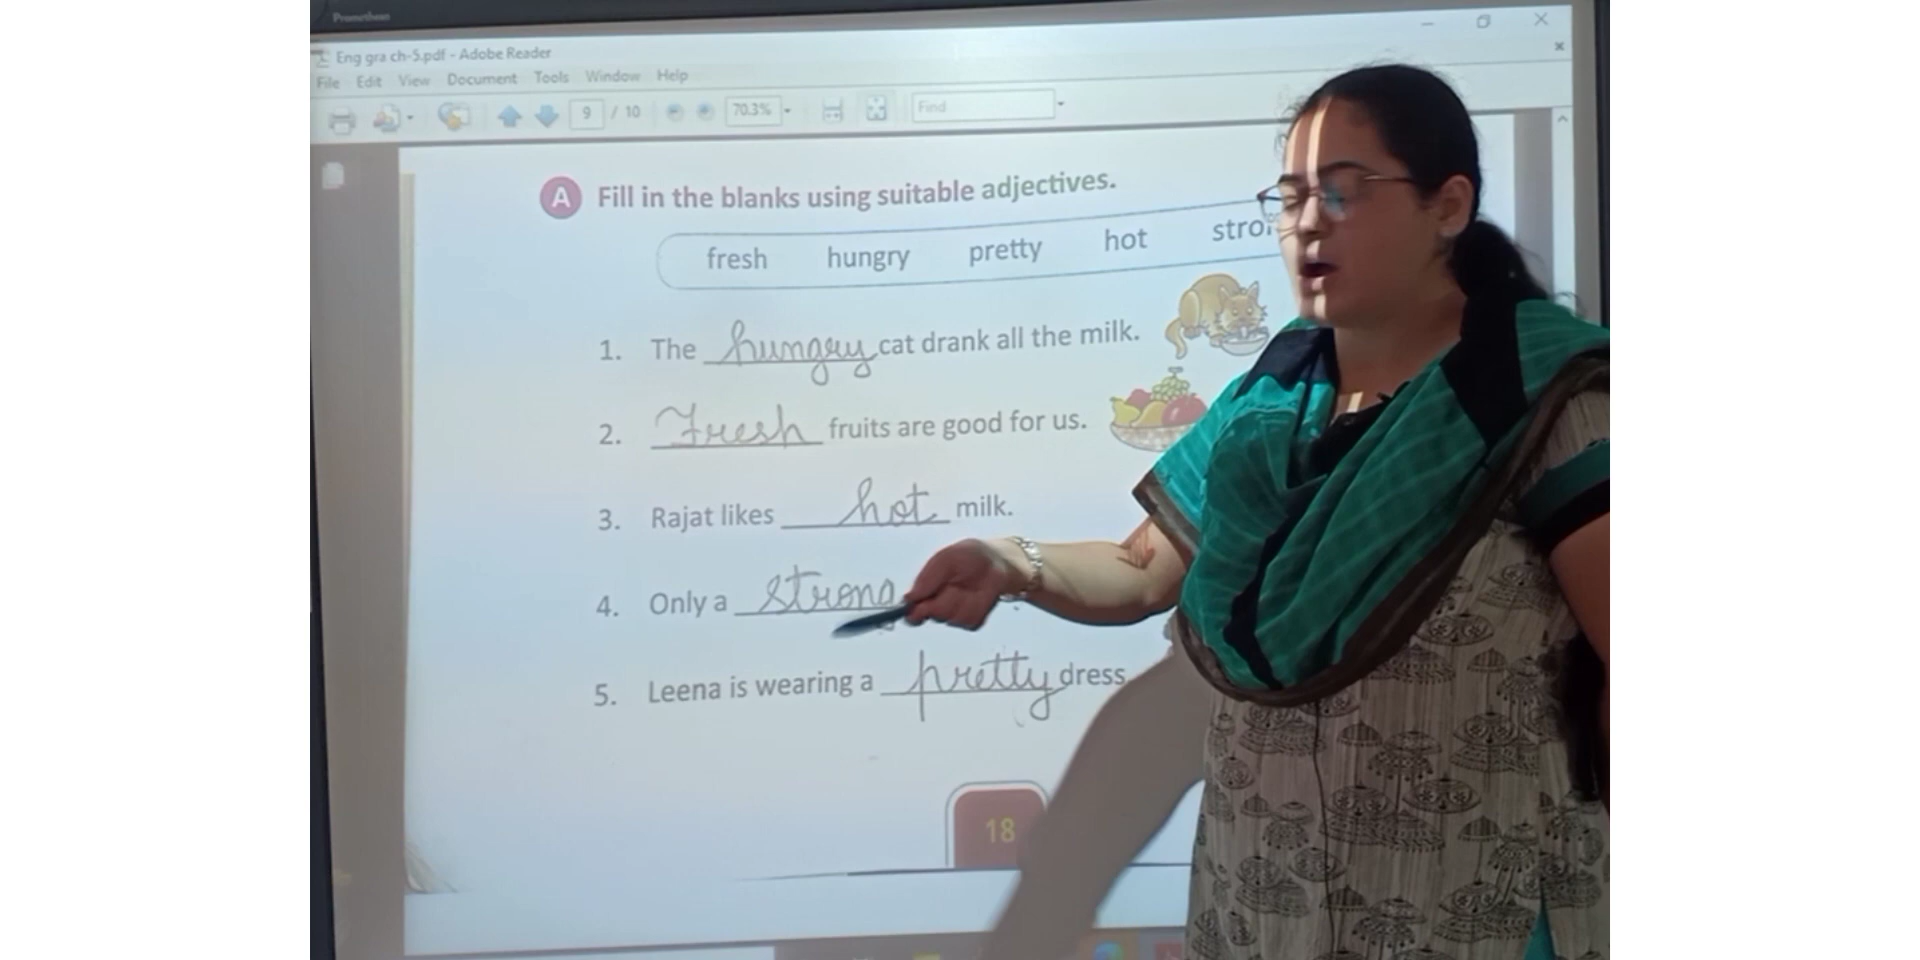 Promethean
Eng gra ch-5.pdf - Adobe Reader
File Edit View Document Tools Window Help
9 / 10 70.3% Find
A Fill in the blanks using suitable adjectives.
fresh hungry pretty hot
1. The hungry cat drank all the milk.
2. Fresh fruits are good for us.
3. Rajat likes hot milk.
4. Only a strong
5. Leena is wearing a pretty dress
18